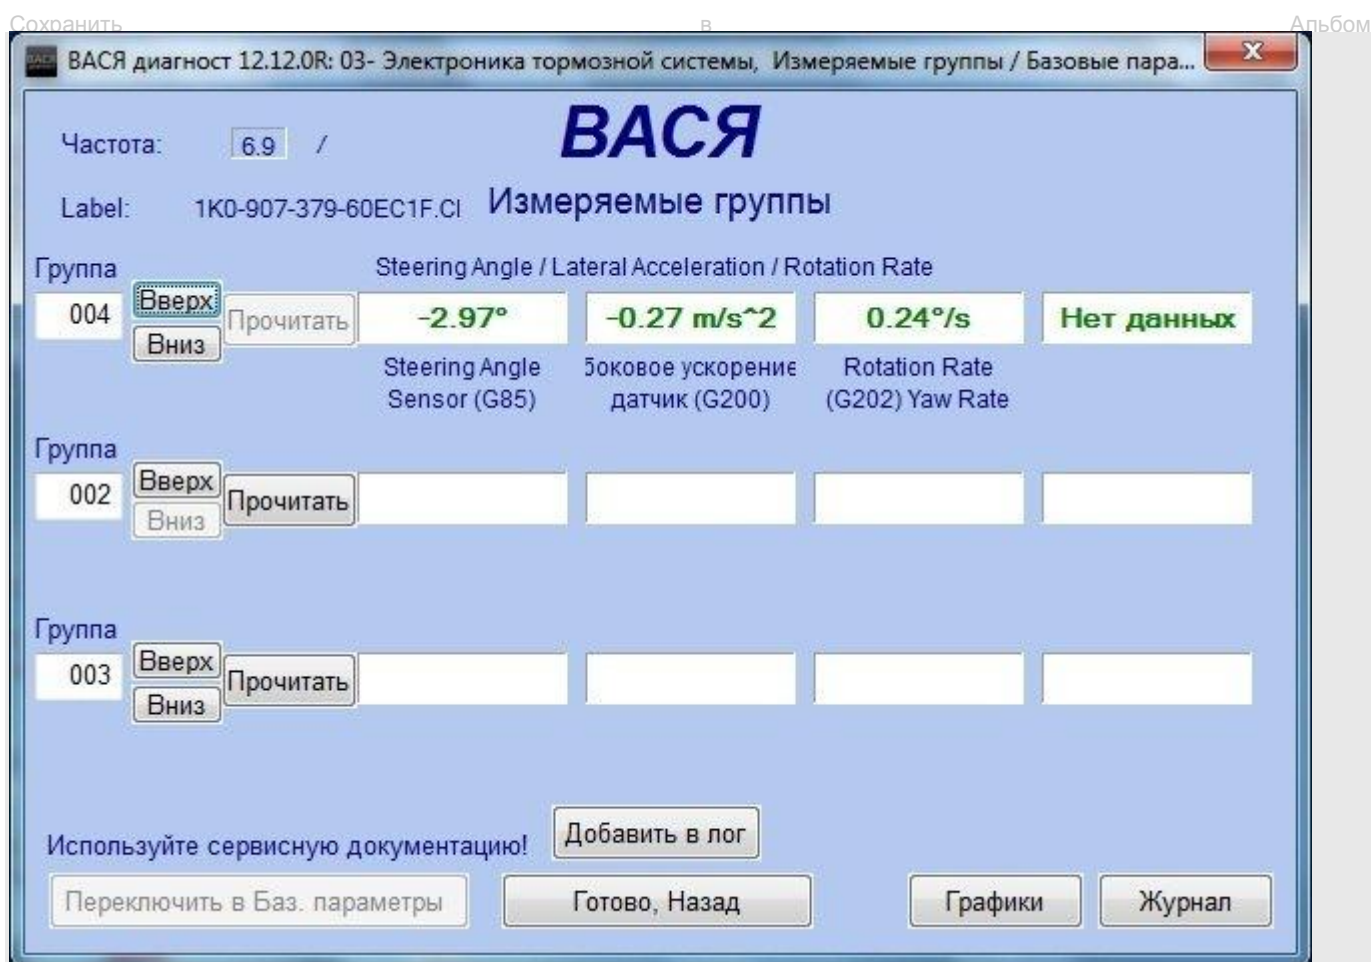 Сохранить в Альбом
ВАСЯ диагност 12.12.0R: 03- Электроника тормозной системы, Измеряемые группы / Базовые пара...
ВАСЯ
Частота: 6.9 /
Label: 1K0-907-379-60EC1F.Cl
Измеряемые группы
Группа
Steering Angle / Lateral Acceleration / Rotation Rate
004
Вверх
Вниз
Прочитать
-2.97° -0.27 m/s^2 0.24°/s Нет данных
Steering Angle
Sensor (G85)
боковое ускорение
датчик (G200)
Rotation Rate
(G202) Yaw Rate
Группа
002
Вверх
Вниз
Прочитать
Группа
003
Вверх
Вниз
Прочитать
Используйте сервисную документацию!
Добавить в лог
Переключить в Баз. параметры
Готово, Назад
Графики
Журнал